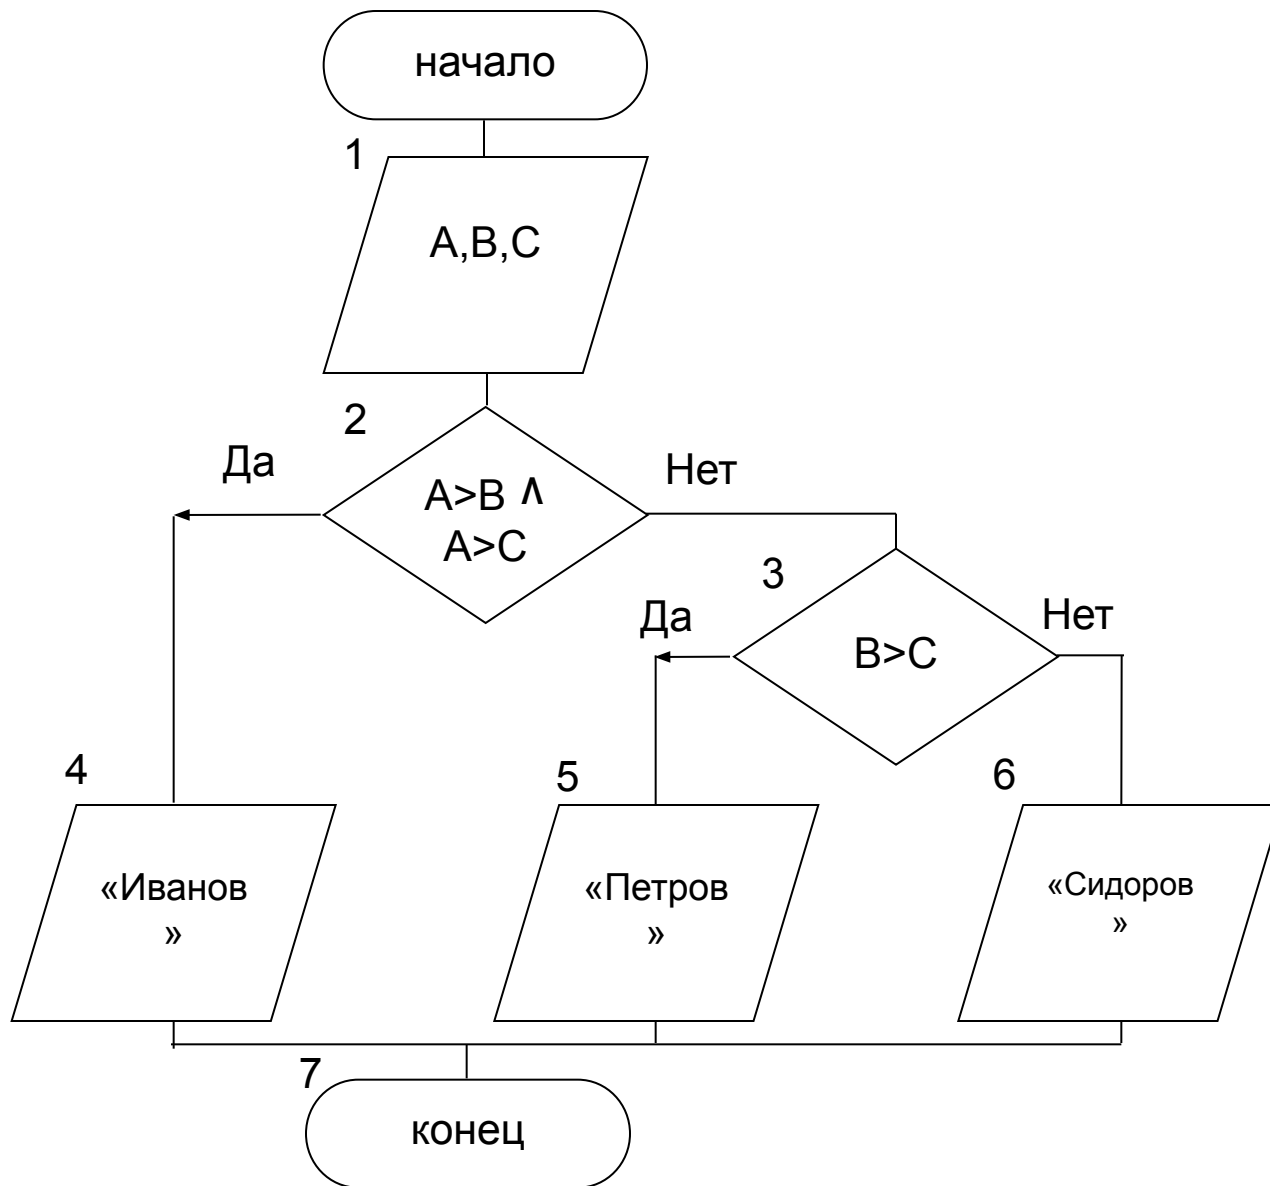 начало
1
A,B,C
2
Да
Нет
A>B ∧
A>C
3
Да
Нет
B>C
4
5
6
«Иванов
»
«Петров
»
«Сидоров
»
7
конец